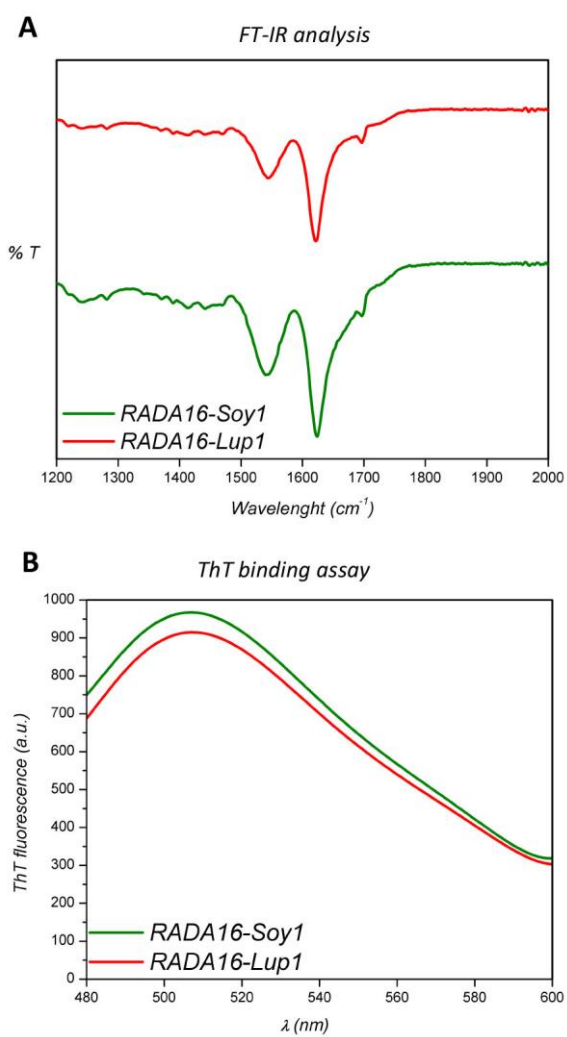 A
FT-IR analysis
% T
RADA16-Soy1
RADA16-Lup1
1200 1300 1400 1500 1600 1700 1800 1900 2000
Wavelenght (cm-1)
B
ThT binding assay
1000
900
800
700
600
500
400
300
200
100
0
ThT fluorescence (a.u.)
RADA16-Soy1
RADA16-Lup1
480 500 520 540 560 580 600
λ (nm)